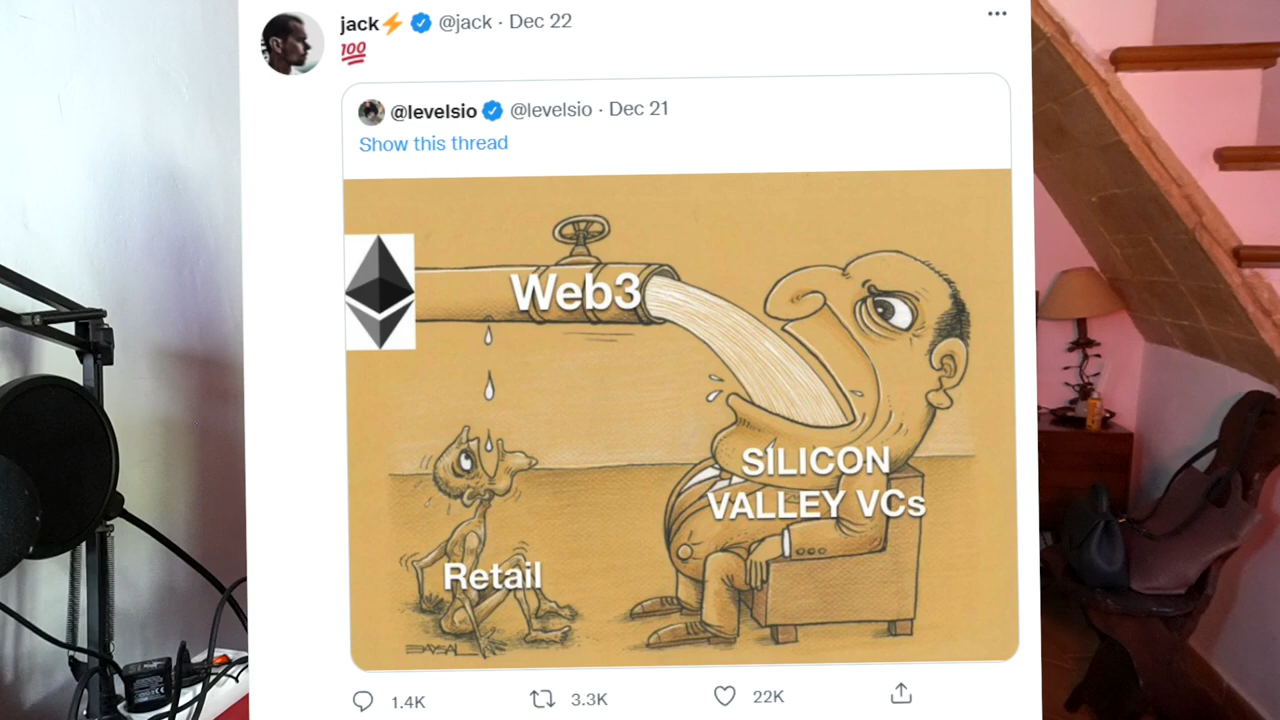 jack⚡ @jack · Dec 22
💯
@levelsio @levelsio · Dec 21
Show this thread
Web3
SILICON
VALLEY VCs
Retail
BAYSAL
1.4K 3.3K 22K